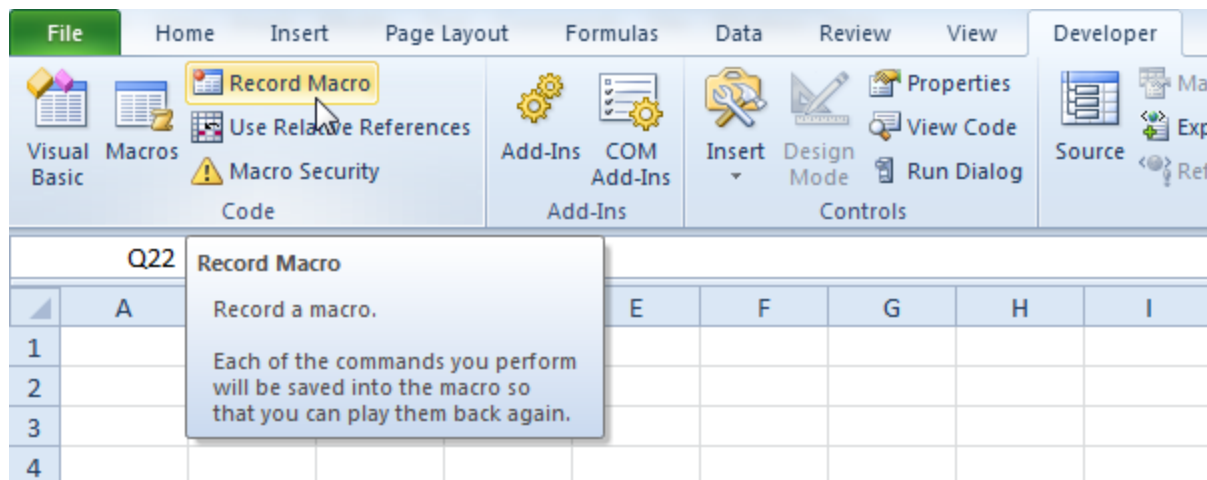 File Home Insert Page Layout Formulas Data Review View Developer
Record Macro
Use Relative References
Macro Security
Visual Basic
Macros
Code
Add-Ins
COM
Add-Ins
Add-Ins
Insert
Design
Mode
Properties
View Code
Run Dialog
Controls
Source
Ma
Exp
Ref
Q22
Record Macro
Record a macro.
Each of the commands you perform
will be saved into the macro so
that you can play them back again.
A E F G H I
1
2
3
4